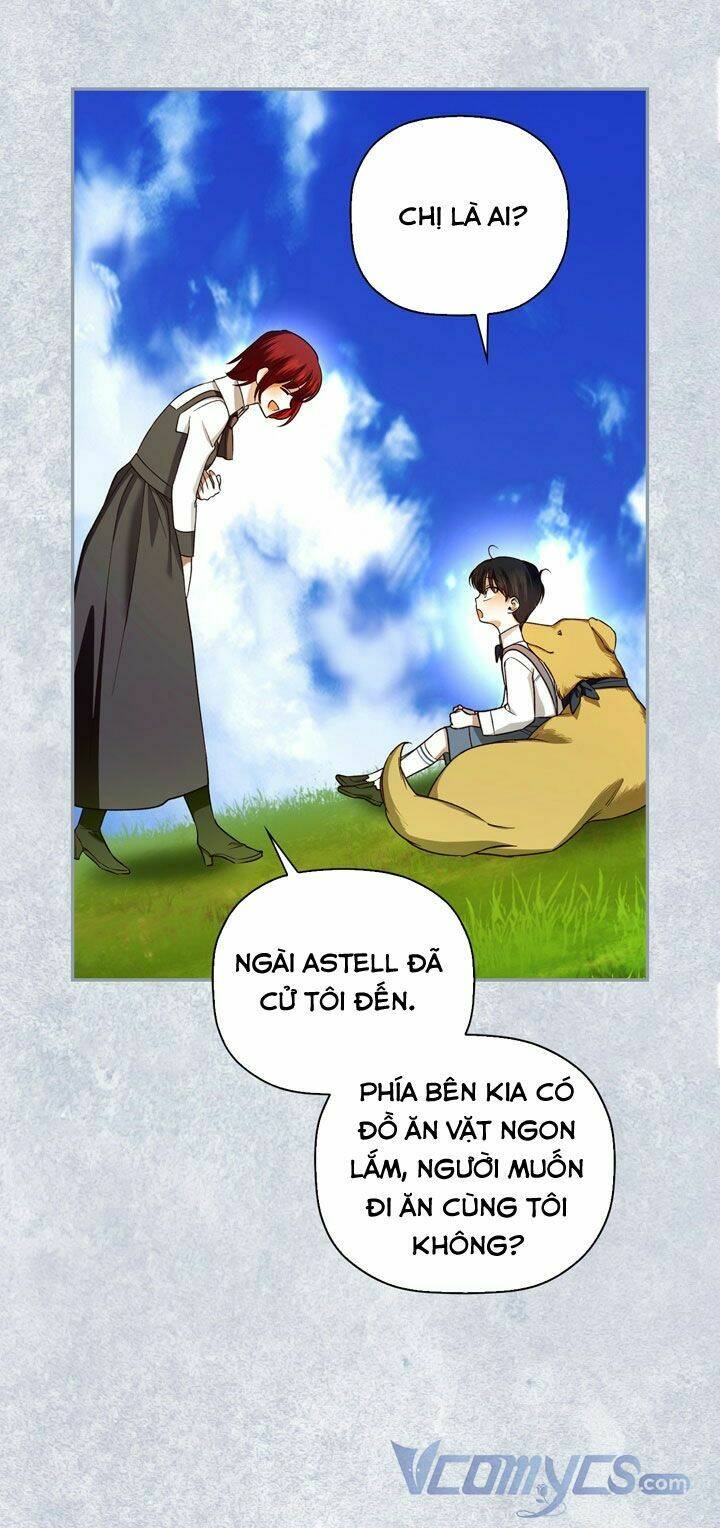 CHỊ LÀ AI?
NGÀI ASTELL ĐÃ
CỬ TÔI ĐẾN.
PHÍA BÊN KIA CÓ
ĐỒ ĂN VẶT NGON
LẮM, NGƯỜI MUỐN
ĐI ĂN CÙNG TÔI
KHÔNG?
VCOMYCS.com